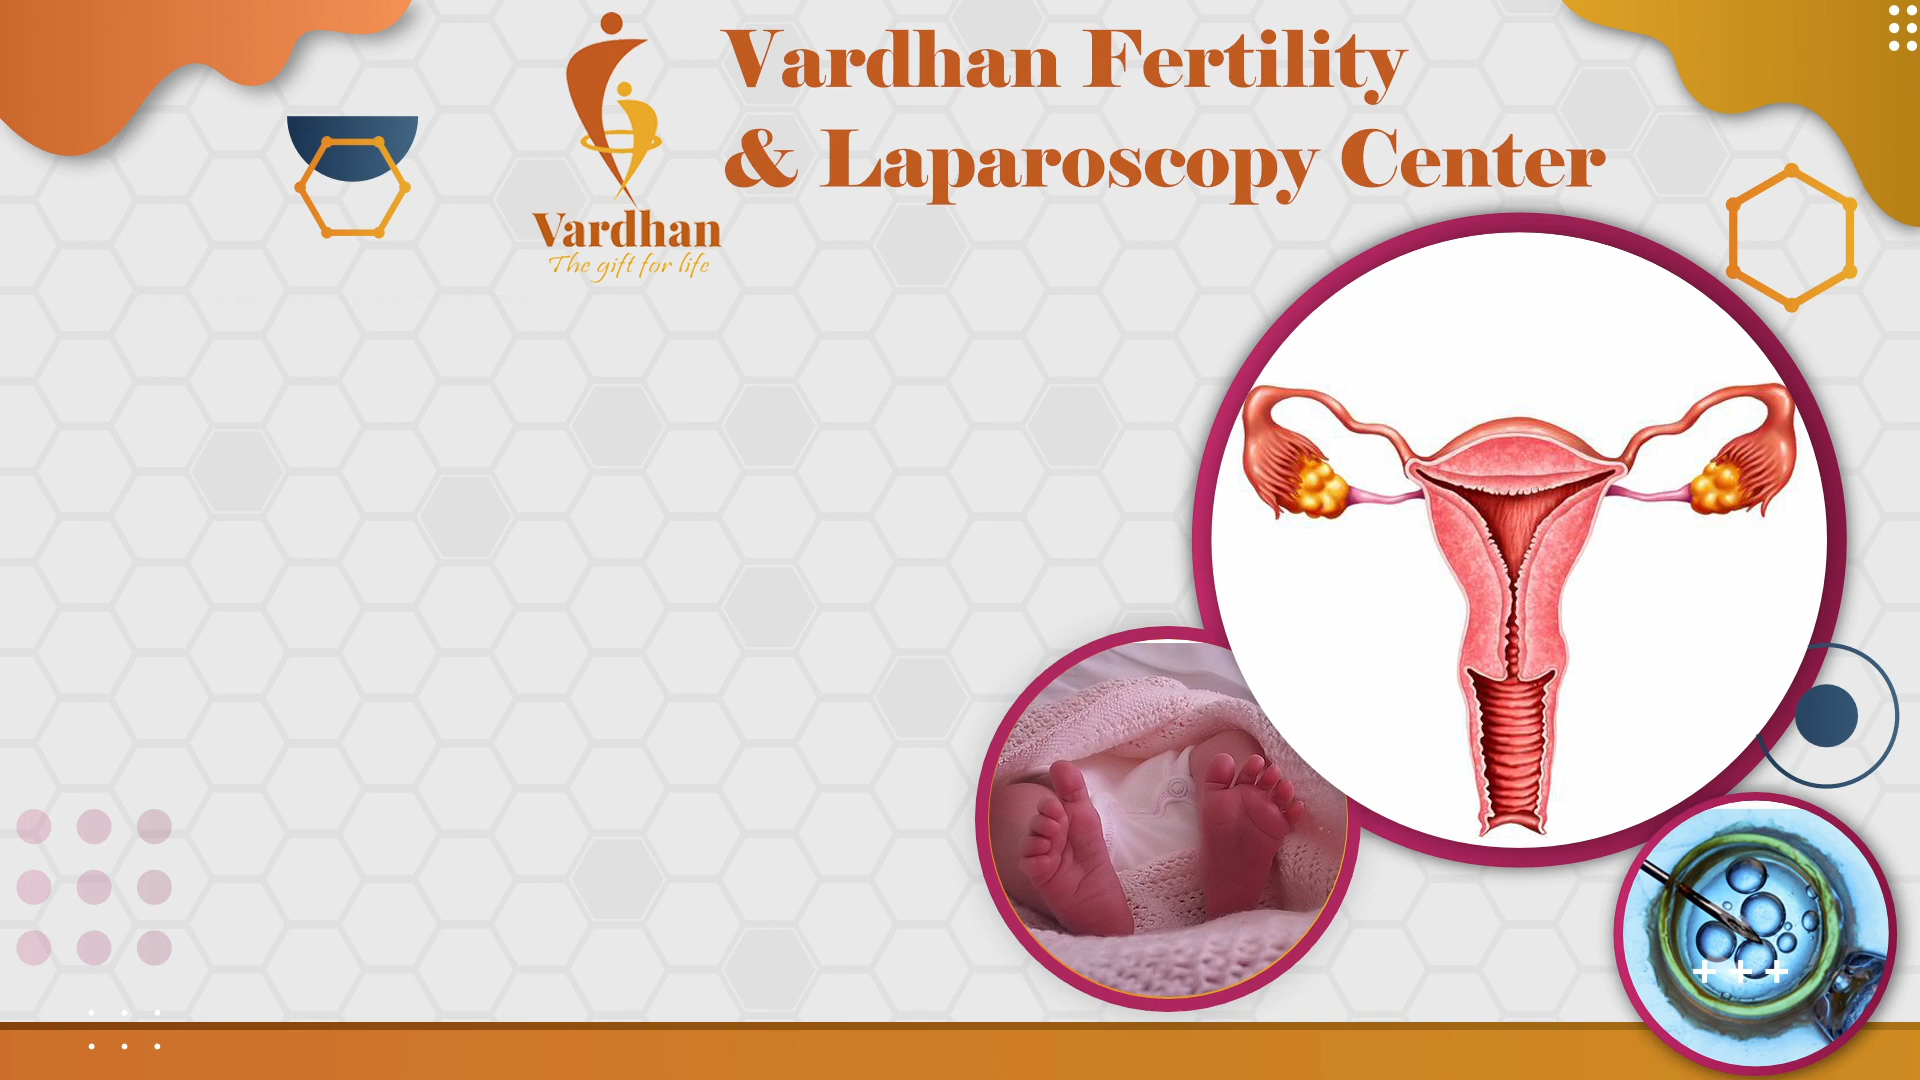 Vardhan Fertility
& Laparoscopy Center
Vardhan
The gift for life